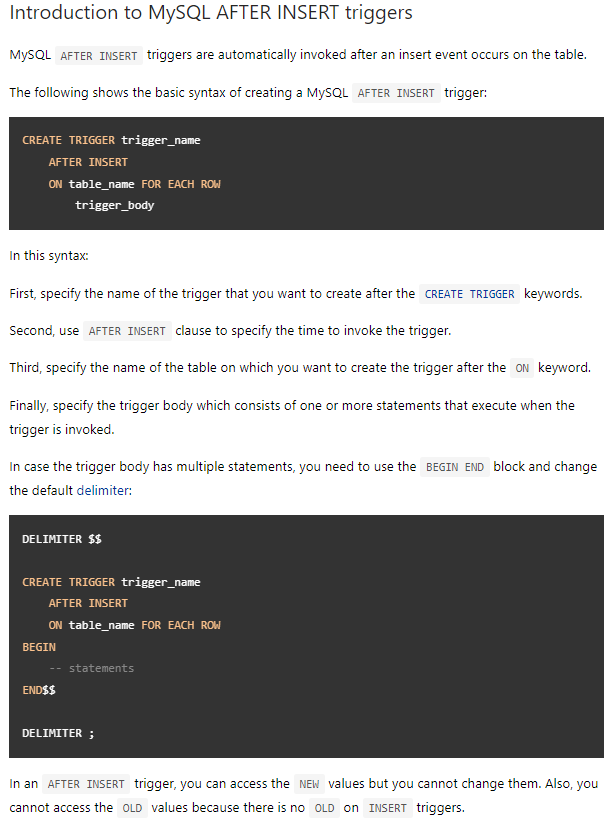 Introduction to MySQL AFTER INSERT triggers
MySQL AFTER INSERT triggers are automatically invoked after an insert event occurs on the table.
The following shows the basic syntax of creating a MySQL AFTER INSERT trigger:
CREATE TRIGGER trigger_name
    AFTER INSERT
    ON table_name FOR EACH ROW
        trigger_body
In this syntax:
First, specify the name of the trigger that you want to create after the CREATE TRIGGER keywords.
Second, use AFTER INSERT clause to specify the time to invoke the trigger.
Third, specify the name of the table on which you want to create the trigger after the ON keyword.
Finally, specify the trigger body which consists of one or more statements that execute when the
trigger is invoked.
In case the trigger body has multiple statements, you need to use the BEGIN END block and change
the default delimiter:
DELIMITER $$
CREATE TRIGGER trigger_name
    AFTER INSERT
    ON table_name FOR EACH ROW
BEGIN
    -- statements
END$$
DELIMITER ;
In an AFTER INSERT trigger, you can access the NEW values but you cannot change them. Also, you
cannot access the OLD values because there is no OLD on INSERT triggers.